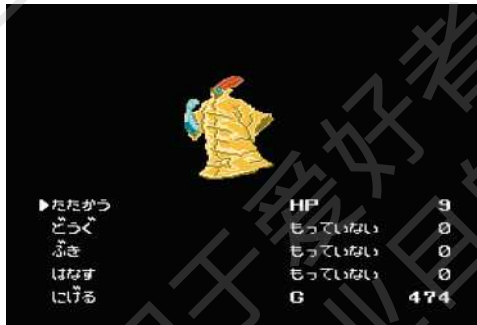 ▶たたかう HP 9
どうぐ もっていない 0
ぶき もっていない 0
はなす もっていない 0
にげる G 474